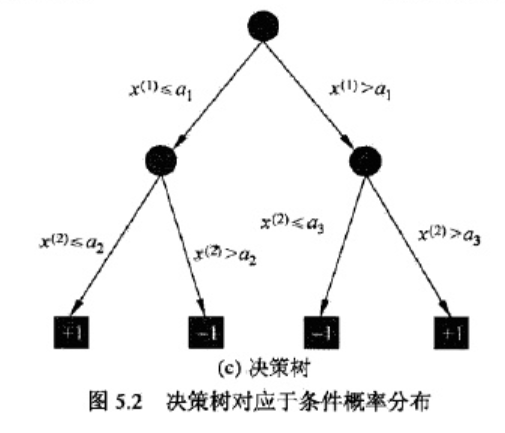 x⁽¹⁾≤a₁ x⁽¹⁾>a₁
x⁽²⁾≤a₂ x⁽²⁾>a₂ x⁽²⁾≤a₃ x⁽²⁾>a₃
+1 −1 −1 +1
(c) 决策树
图 5.2 决策树对应于条件概率分布